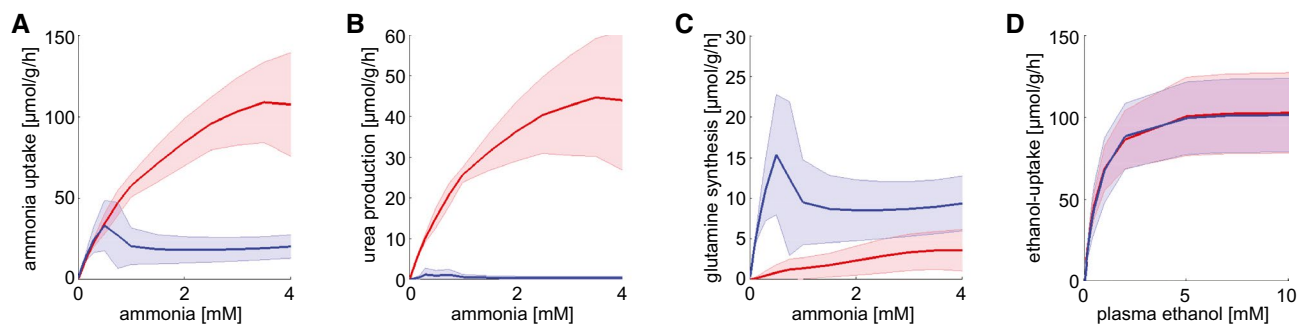 A
ammonia uptake [µmol/g/h]
150
100
50
0
0
2
4
ammonia [mM]
B
urea production [µmol/g/h]
60
50
40
30
20
10
0
0
2
4
ammonia [mM]
C
glutamine synthesis [µmol/g/h]
30
25
20
15
10
5
0
0
2
4
ammonia [mM]
D
ethanol-uptake [µmol/g/h]
150
100
50
0
0
5
10
plasma ethanol [mM]